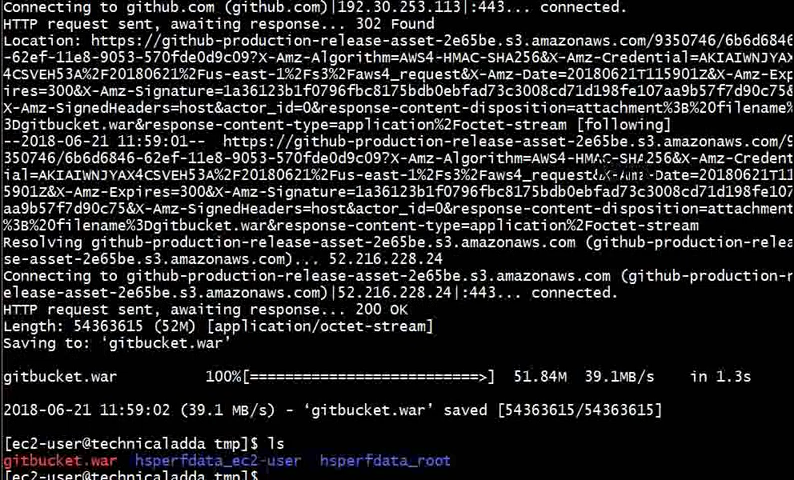 Connecting to github.com (github.com)|192.30.253.113|:443... connected.
HTTP request sent, awaiting response... 302 Found
Location: https://github-production-release-asset-2e65be.s3.amazonaws.com/9350746/6b6d6846
-62ef-11e8-9053-570fde0d9c09?X-Amz-Algorithm=AWS4-HMAC-SHA256&X-Amz-Credential=AKIAIWNJYAX
4CSVEH53A%2F20180621%2Fus-east-1%2Fs3%2Faws4_request&X-Amz-Date=20180621T115901Z&X-Amz-Exp
ires=300&X-Amz-Signature=1a36123b1f0796fbc8175bdb0ebfad73c3008cd71d198fe107aa9b57f7d90c75&
X-Amz-SignedHeaders=host&actor_id=0&response-content-disposition=attachment%3B%20filename%
3Dgitbucket.war&response-content-type=application%2Foctet-stream [following]
--2018-06-21 11:59:01--  https://github-production-release-asset-2e65be.s3.amazonaws.com/9
350746/6b6d6846-62ef-11e8-9053-570fde0d9c09?X-Amz-Algorithm=AWS4-HMAC-SHA256&X-Amz-Credent
ial=AKIAIWNJYAX4CSVEH53A%2F20180621%2Fus-east-1%2Fs3%2Faws4_request&X-Amz-Date=20180621T11
5901Z&X-Amz-Expires=300&X-Amz-Signature=1a36123b1f0796fbc8175bdb0ebfad73c3008cd71d198fe107
aa9b57f7d90c75&X-Amz-SignedHeaders=host&actor_id=0&response-content-disposition=attachment
%3B%20filename%3Dgitbucket.war&response-content-type=application%2Foctet-stream
Resolving github-production-release-asset-2e65be.s3.amazonaws.com (github-production-relea
se-asset-2e65be.s3.amazonaws.com)... 52.216.228.24
Connecting to github-production-release-asset-2e65be.s3.amazonaws.com (github-production-r
elease-asset-2e65be.s3.amazonaws.com)|52.216.228.24|:443... connected.
HTTP request sent, awaiting response... 200 OK
Length: 54363615 (52M) [application/octet-stream]
Saving to: ‘gitbucket.war’
gitbucket.war          100%[==========================>]  51.84M  39.1MB/s    in 1.3s
2018-06-21 11:59:02 (39.1 MB/s) - ‘gitbucket.war’ saved [54363615/54363615]
[ec2-user@technicaladda tmp]$ ls
gitbucket.war  hsperfdata_ec2-user  hsperfdata_root
[ec2-user@technicaladda tmp]$